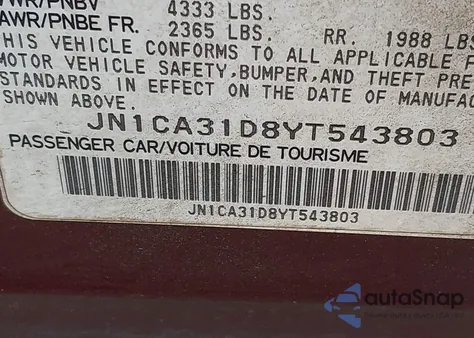 GVWR/PNBV 4333 LBS.
GAWR/PNBE FR. 2365 LBS. RR. 1988 LBS
THIS VEHICLE CONFORMS TO ALL APPLICABLE F
MOTOR VEHICLE SAFETY, BUMPER, AND THEFT PRE
STANDARDS IN EFFECT ON THE DATE OF MANUFAC
SHOWN ABOVE.
JN1CA31D8YT543803
PASSENGER CAR/VOITURE DE TOURISME
JN1CA31D8YT543803
autoSnap